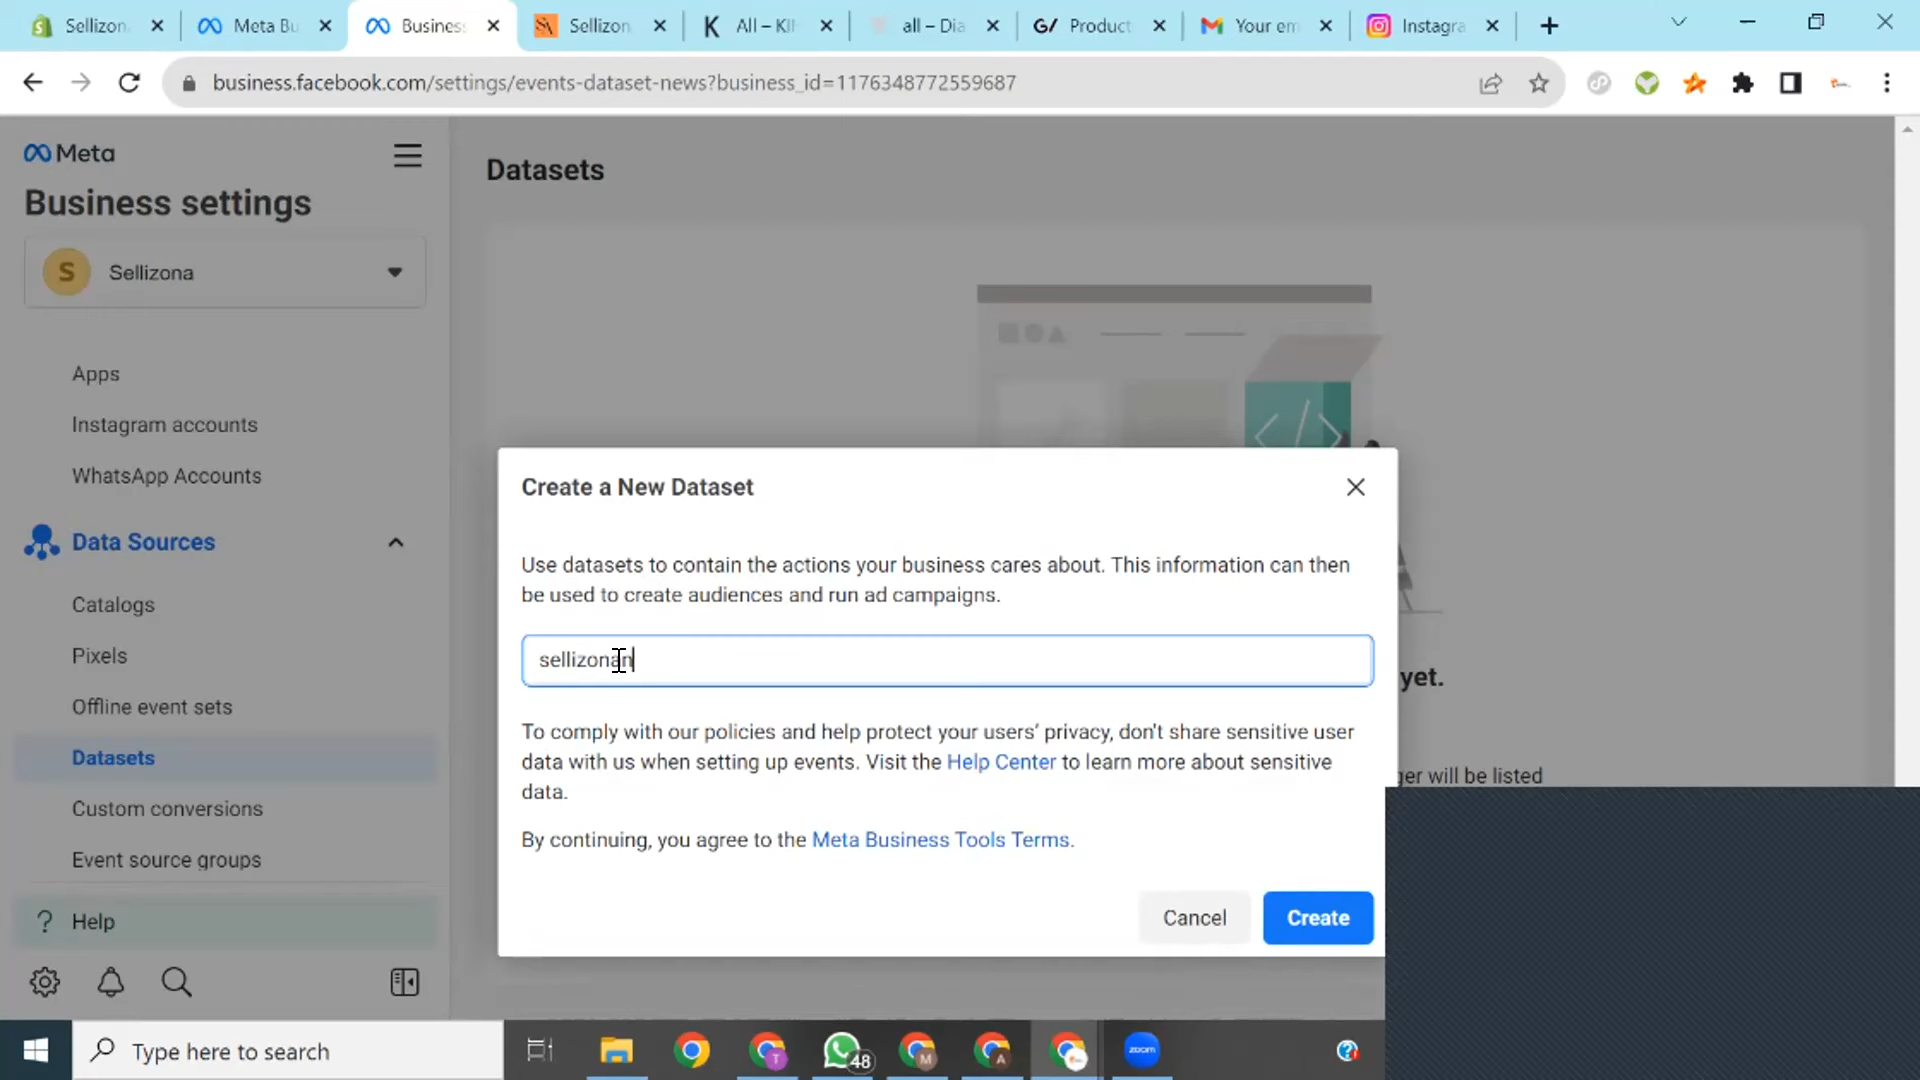 Sellizon
Meta Bu
Business
Sellizon
All – KI
all – Dia
Product
Your em
Instagra
business.facebook.com/settings/events-dataset-news?business_id=1176348772559687
Meta
Business settings
S
Sellizona
Apps
Instagram accounts
WhatsApp Accounts
Data Sources
Catalogs
Pixels
Offline event sets
Datasets
Custom conversions
Event source groups
Help
Datasets
Create a New Dataset
Use datasets to contain the actions your business cares about. This information can then
be used to create audiences and run ad campaigns.
sellizonan
yet.
To comply with our policies and help protect your users’ privacy, don't share sensitive user
data with us when setting up events. Visit the Help Center to learn more about sensitive
data.
ger will be listed
By continuing, you agree to the Meta Business Tools Terms.
Cancel
Create
Type here to search
T
48
M
A
zoom